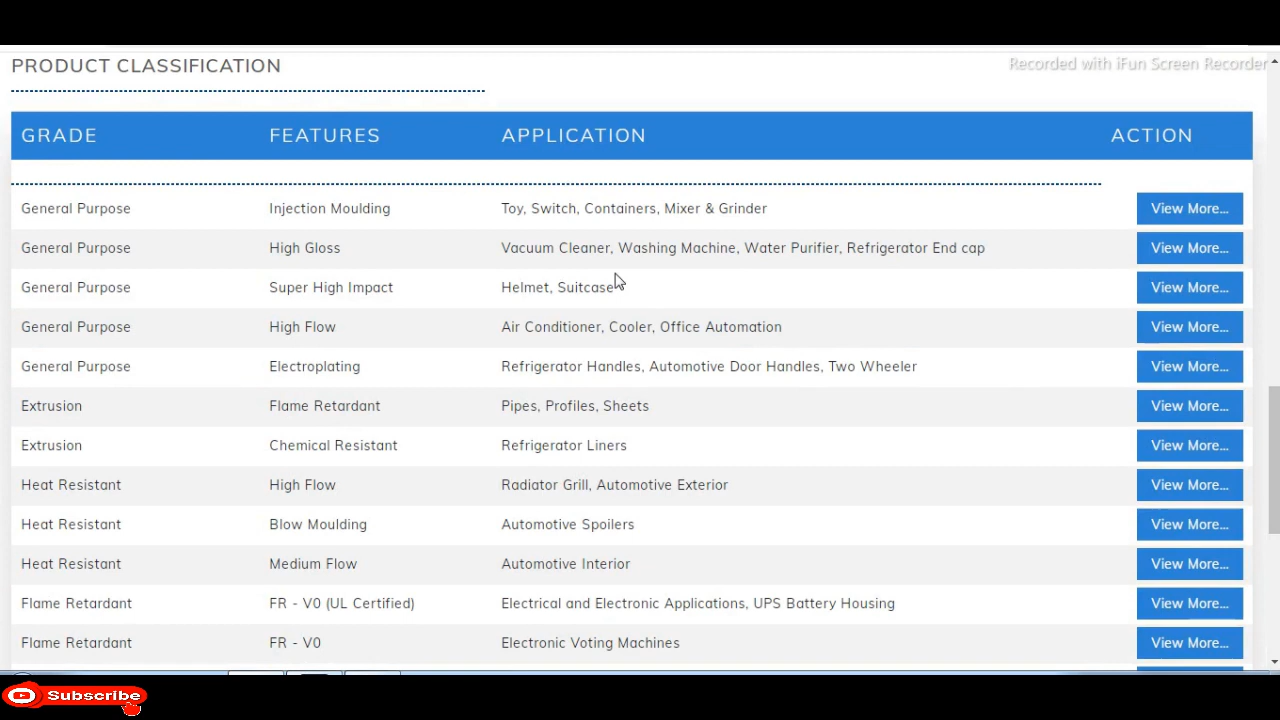 PRODUCT CLASSIFICATION
Recorded with iFun Screen Recorder
GRADE FEATURES APPLICATION ACTION
General Purpose Injection Moulding Toy, Switch, Containers, Mixer & Grinder View More...
General Purpose High Gloss Vacuum Cleaner, Washing Machine, Water Purifier, Refrigerator End cap View More...
General Purpose Super High Impact Helmet, Suitcase View More...
General Purpose High Flow Air Conditioner, Cooler, Office Automation View More...
General Purpose Electroplating Refrigerator Handles, Automotive Door Handles, Two Wheeler View More...
Extrusion Flame Retardant Pipes, Profiles, Sheets View More...
Extrusion Chemical Resistant Refrigerator Liners View More...
Heat Resistant High Flow Radiator Grill, Automotive Exterior View More...
Heat Resistant Blow Moulding Automotive Spoilers View More...
Heat Resistant Medium Flow Automotive Interior View More...
Flame Retardant FR - V0 (UL Certified) Electrical and Electronic Applications, UPS Battery Housing View More...
Flame Retardant FR - V0 Electronic Voting Machines View More...
Subscribe